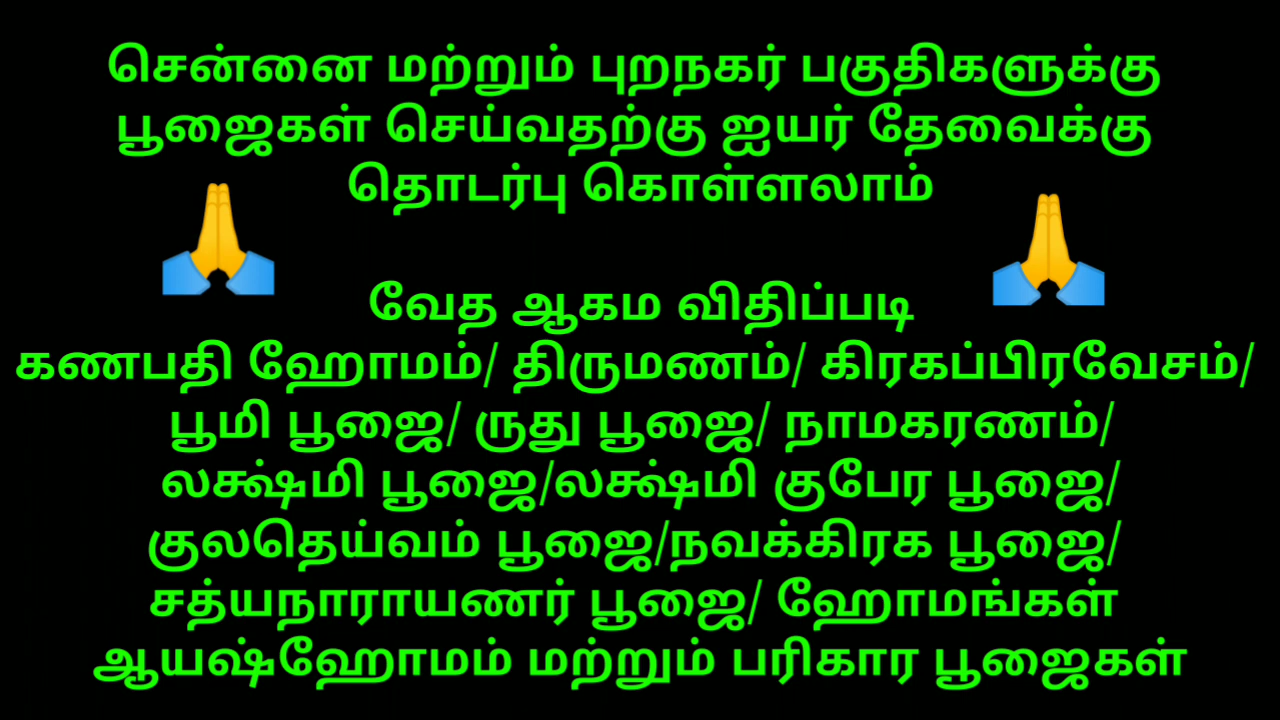 சென்னை மற்றும் புறநகர் பகுதிகளுக்கு
பூஜைகள் செய்வதற்கு ஐயர் தேவைக்கு
தொடர்பு கொள்ளலாம்
வேத ஆகம விதிப்படி
கணபதி ஹோமம்/ திருமணம்/ கிரகப்பிரவேசம்/
பூமி பூஜை/ ருது பூஜை/ நாமகரணம்/
லக்ஷ்மி பூஜை/லக்ஷ்மி குபேர பூஜை/
குலதெய்வம் பூஜை/நவக்கிரக பூஜை/
சத்யநாராயணர் பூஜை/ ஹோமங்கள்
ஆயஷ்ஹோமம் மற்றும் பரிகார பூஜைகள்